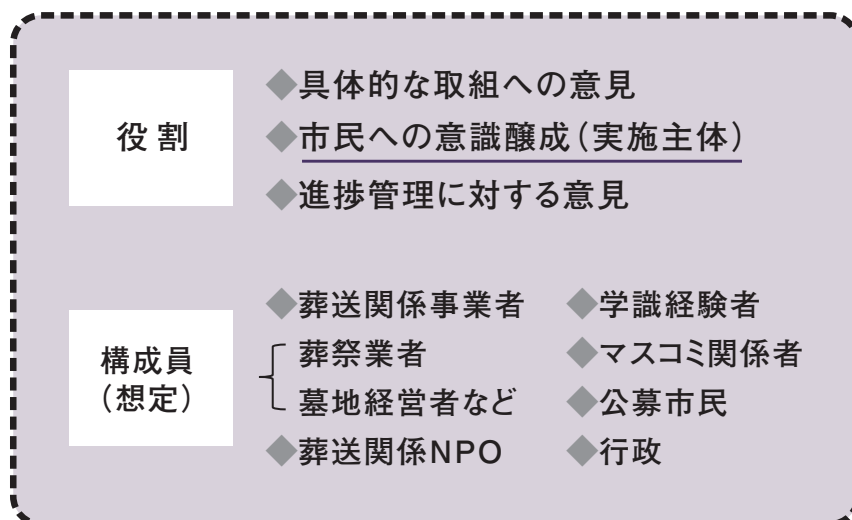 役割
◆具体的な取組への意見
◆市民への意識醸成(実施主体)
◆進捗管理に対する意見
構成員
(想定)
◆葬送関係事業者
葬祭業者
墓地経営者など
◆葬送関係NPO
◆学識経験者
◆マスコミ関係者
◆公募市民
◆行政